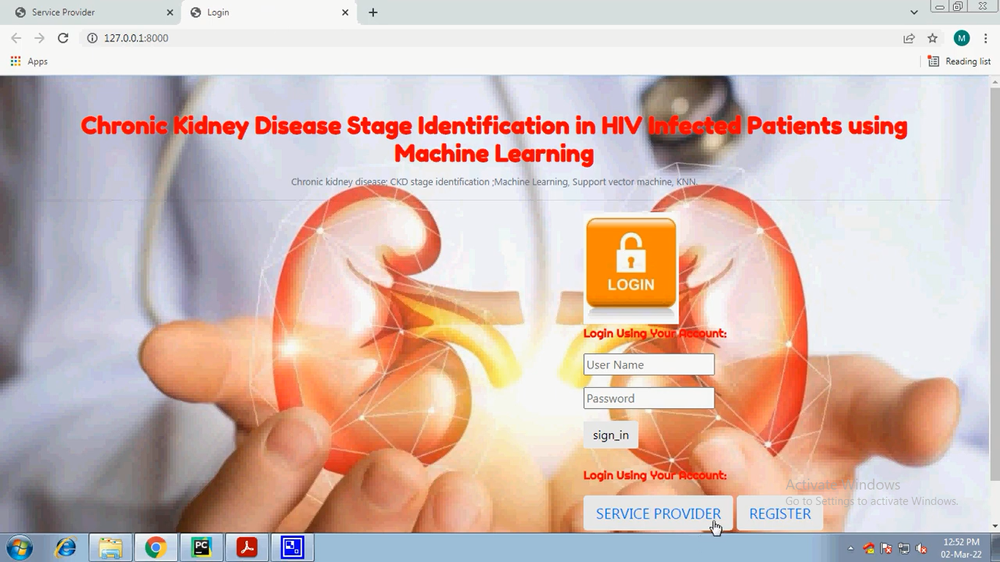 Service Provider
Login
127.0.0.1:8000
M
Apps
Reading list
Chronic Kidney Disease Stage Identification in HIV Infected Patients using
Machine Learning
Chronic kidney disease; CKD stage identification ;Machine Learning, Support vector machine, KNN.
LOGIN
Login Using Your Account:
User Name
Password
sign_in
Login Using Your Account:
Activate Windows
Go to Settings to activate Windows.
SERVICE PROVIDER
REGISTER
PC
12:52 PM
02-Mar-22